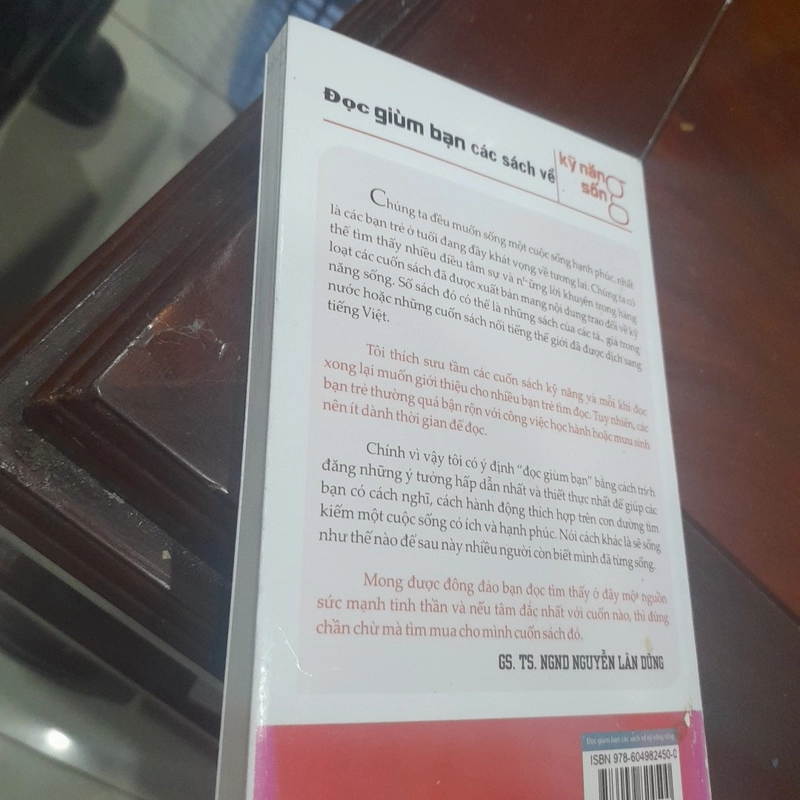 Đọc giùm bạn các sách về
kỹ năng
sống
Chúng ta đều muốn sống một cuộc sống hạnh phúc, nhất
là các bạn trẻ ở tuổi đang đầy khát vọng về tương lai. Chúng ta có
thể tìm thấy nhiều điều tâm sự và những lời khuyên trong hàng
loạt các cuốn sách đã được xuất bản mang nội dung trao đổi về kỹ
năng sống. Số sách đó có thể là những sách của các tác giả trong
nước hoặc những cuốn sách nổi tiếng thế giới đã được dịch sang
tiếng Việt.
Tôi thích sưu tầm các cuốn sách kỹ năng và mỗi khi đọc
xong lại muốn giới thiệu cho nhiều bạn trẻ tìm đọc. Tuy nhiên, các
bạn trẻ thường quá bận rộn với công việc học hành hoặc mưu sinh
nên ít dành thời gian để đọc.
Chính vì vậy tôi có ý định "đọc giùm bạn" bằng cách trích
đăng những ý tưởng hấp dẫn nhất và thiết thực nhất để giúp các
bạn có cách nghĩ, cách hành động thích hợp trên con đường tìm
kiếm một cuộc sống có ích và hạnh phúc. Nói cách khác là sẽ sống
như thế nào để sau này nhiều người còn biết mình đã từng sống.
Mong được đông đảo bạn đọc tìm thấy ở đây một nguồn
sức mạnh tinh thần và nếu tâm đắc nhất với cuốn nào, thì đừng
chần chừ mà tìm mua cho mình cuốn sách đó.
GS. TS. NGND NGUYỄN LÂN DŨNG
Đọc giùm bạn các sách về kỹ năng sống
ISBN 978-604982450-0